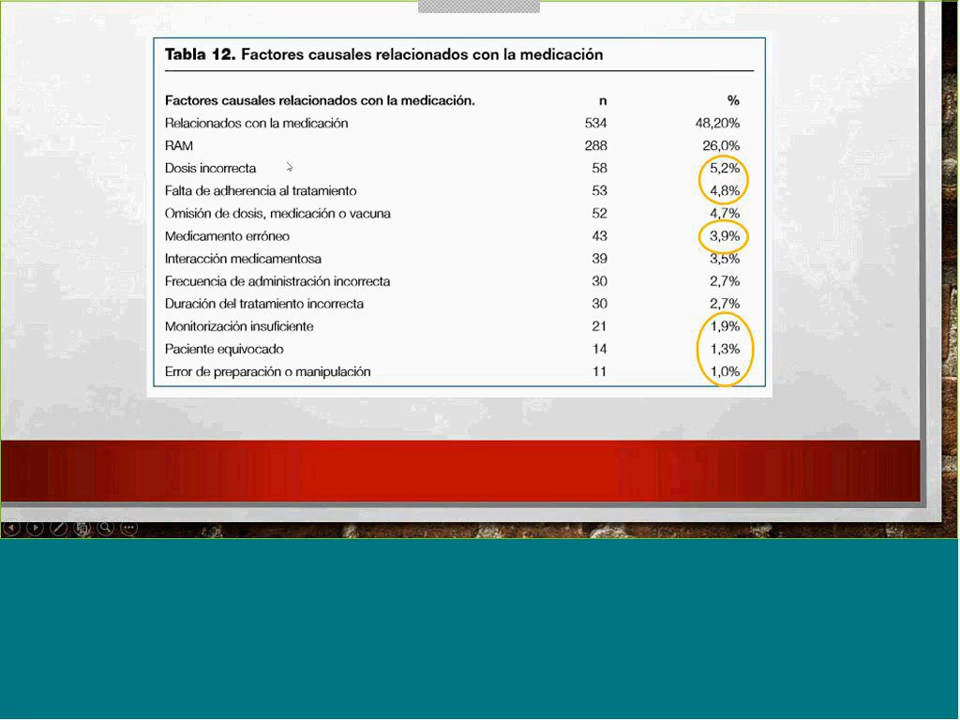 Tabla 12. Factores causales relacionados con la medicación
Factores causales relacionados con la medicación. n %
Relacionados con la medicación 534 48,20%
RAM 288 26,0%
Dosis incorrecta 58 5,2%
Falta de adherencia al tratamiento 53 4,8%
Omisión de dosis, medicación o vacuna 52 4,7%
Medicamento erróneo 43 3,9%
Interacción medicamentosa 39 3,5%
Frecuencia de administración incorrecta 30 2,7%
Duración del tratamiento incorrecta 30 2,7%
Monitorización insuficiente 21 1,9%
Paciente equivocado 14 1,3%
Error de preparación o manipulación 11 1,0%